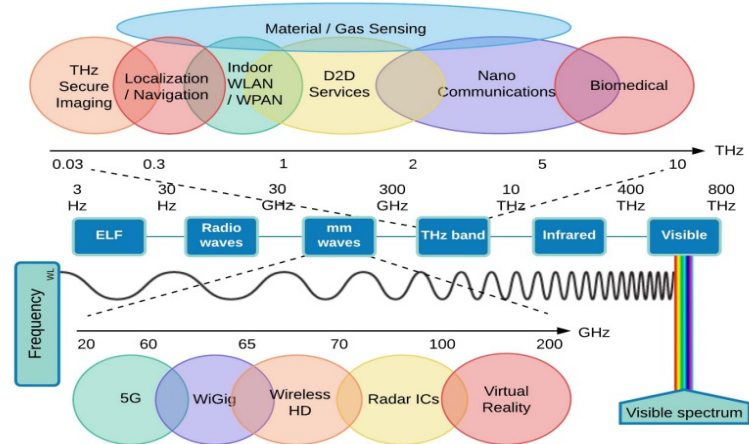 Material / Gas Sensing
THz
Secure
Imaging
Localization
/ Navigation
Indoor
WLAN
/ WPAN
D2D
Services
Nano
Communications
Biomedical
THz
0.03 0.3 1 2 5 10
3
Hz
30
Hz
30
GHz
300
GHz
10
THz
400
THz
800
THz
ELF
Radio
waves
mm
waves
THz band
Infrared
Visible
WL
Frequency
GHz
20 60 65 70 100 200
5G
WiGig
Wireless
HD
Radar ICs
Virtual
Reality
Visible spectrum